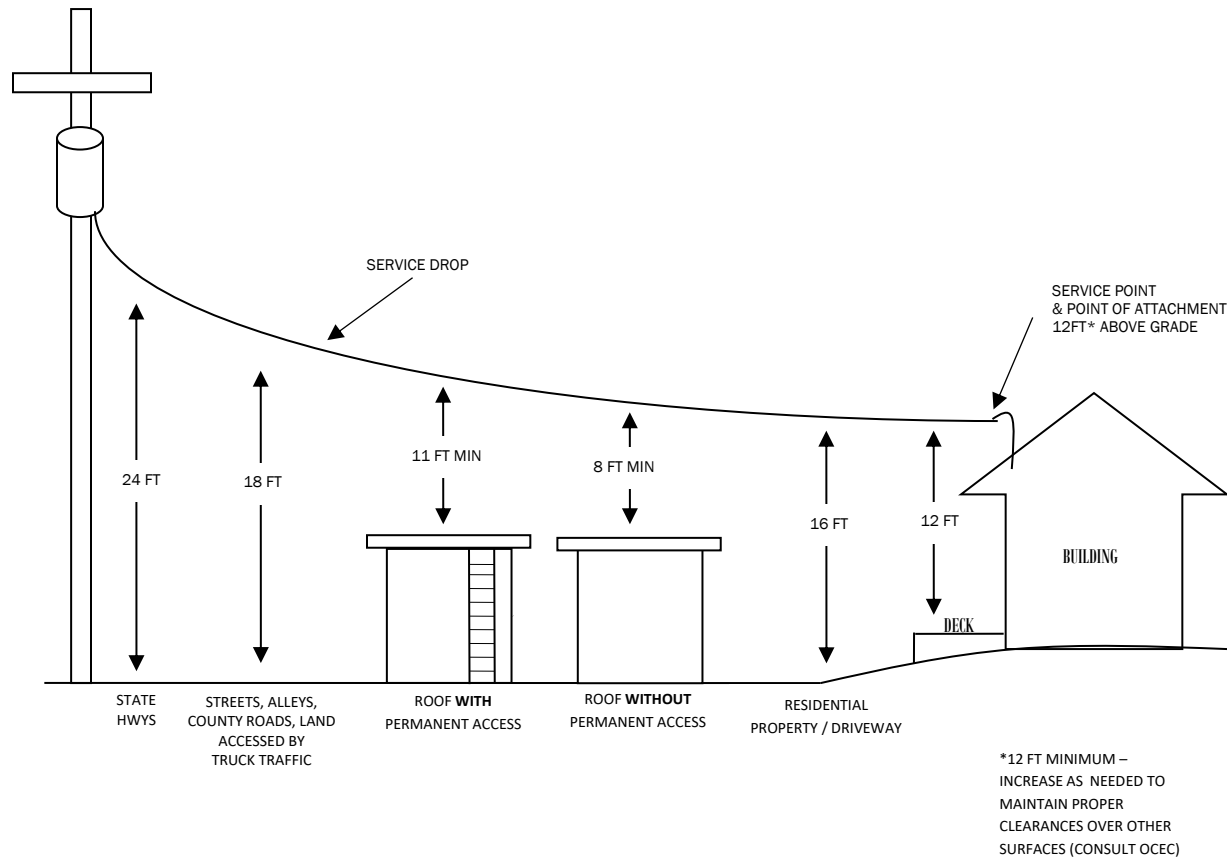 SERVICE DROP
SERVICE POINT
& POINT OF ATTACHMENT
12FT* ABOVE GRADE
24 FT
18 FT
11 FT MIN
8 FT MIN
16 FT
12 FT
BUILDING
DECK
STATE
HWYS
STREETS, ALLEYS,
COUNTY ROADS, LAND
ACCESSED BY
TRUCK TRAFFIC
ROOF WITH
PERMANENT ACCESS
ROOF WITHOUT
PERMANENT ACCESS
RESIDENTIAL
PROPERTY / DRIVEWAY
*12 FT MINIMUM –
INCREASE AS NEEDED TO
MAINTAIN PROPER
CLEARANCES OVER OTHER
SURFACES (CONSULT OCEC)